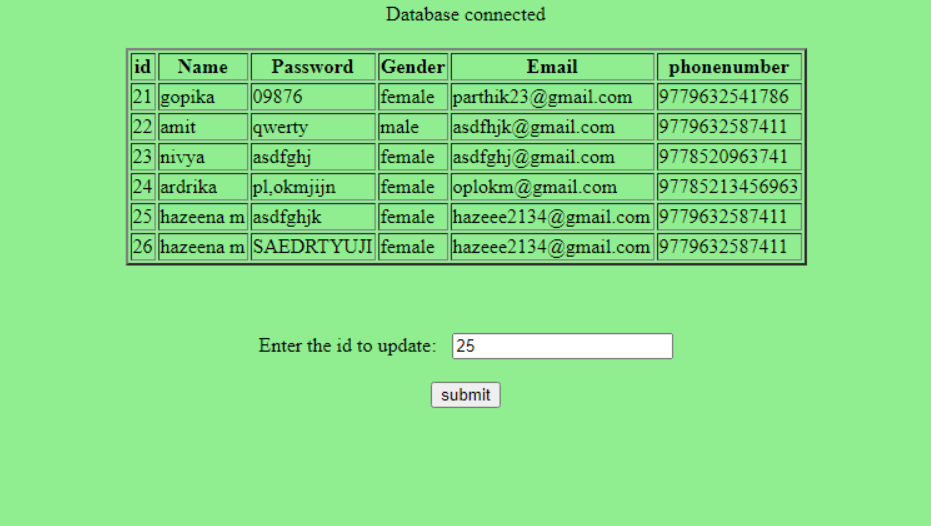 Database connected
id Name Password Gender Email phonenumber
21 gopika 09876 female parthik23@gmail.com 9779632541786
22 amit qwerty male asdfhjk@gmail.com 9779632587411
23 nivya asdfghj female asdfghj@gmail.com 9778520963741
24 ardrika pl,okmjijn female oplokm@gmail.com 97785213456963
25 hazeena m asdfghjk female hazeee2134@gmail.com 9779632587411
26 hazeena m SAEDRTYUJI female hazeee2134@gmail.com 9779632587411
Enter the id to update: 25
submit